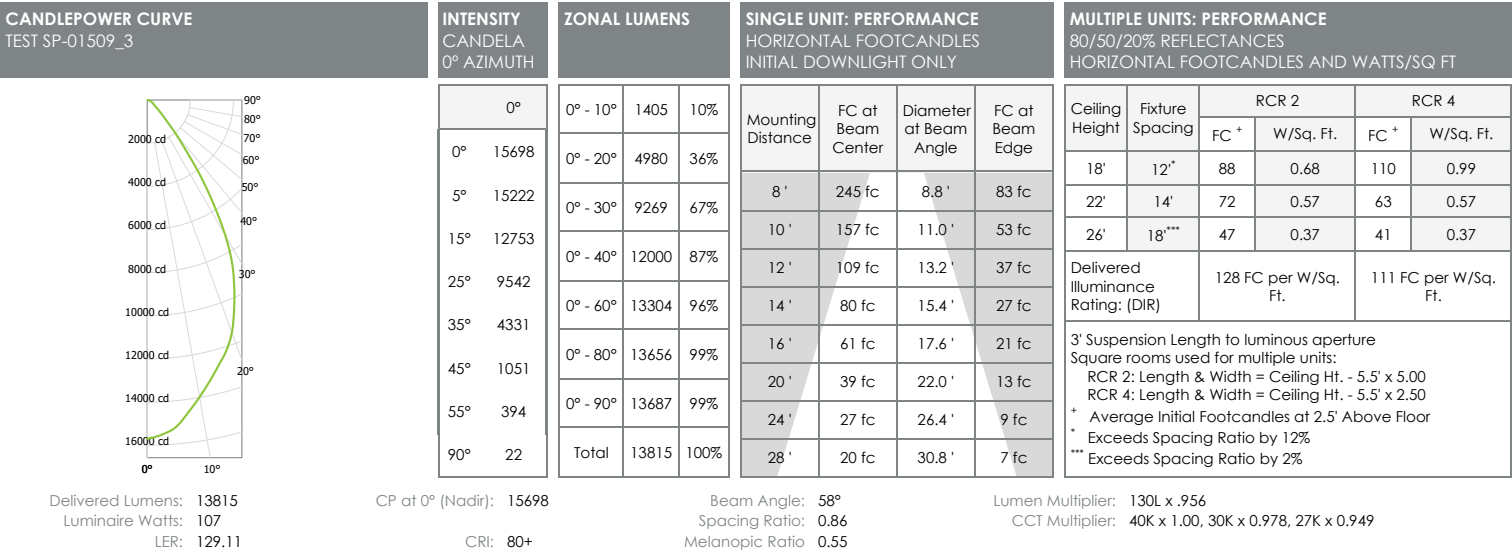 CANDLEPOWER CURVE
TEST SP-01509_3
90°
80°
70°
60°
50°
40°
30°
20°
2000 cd
4000 cd
6000 cd
8000 cd
10000 cd
12000 cd
14000 cd
16000 cd
0° 10°
INTENSITY
CANDELA
0° AZIMUTH
0°
0° 15698
5° 15222
15° 12753
25° 9542
35° 4331
45° 1051
55° 394
90° 22
ZONAL LUMENS
0° - 10° 1405 10%
0° - 20° 4980 36%
0° - 30° 9269 67%
0° - 40° 12000 87%
0° - 60° 13304 96%
0° - 80° 13656 99%
0° - 90° 13687 99%
Total 13815 100%
SINGLE UNIT: PERFORMANCE
HORIZONTAL FOOTCANDLES
INITIAL DOWNLIGHT ONLY
Mounting
Distance
FC at
Beam
Center
Diameter
at Beam
Angle
FC at
Beam
Edge
8 ' 245 fc 8.8 ' 83 fc
10 ' 157 fc 11.0 ' 53 fc
12 ' 109 fc 13.2 ' 37 fc
14 ' 80 fc 15.4 ' 27 fc
16 ' 61 fc 17.6 ' 21 fc
20 ' 39 fc 22.0 ' 13 fc
24 ' 27 fc 26.4 ' 9 fc
28 ' 20 fc 30.8 ' 7 fc
MULTIPLE UNITS: PERFORMANCE
80/50/20% REFLECTANCES
HORIZONTAL FOOTCANDLES AND WATTS/SQ FT
Ceiling
Height
Fixture
Spacing
RCR 2 RCR 4
FC + W/Sq. Ft. FC + W/Sq. Ft.
18' 12'* 88 0.68 110 0.99
22' 14' 72 0.57 63 0.57
26' 18'*** 47 0.37 41 0.37
Delivered
Illuminance
Rating: (DIR)
128 FC per W/Sq.
Ft.
111 FC per W/Sq.
Ft.
3' Suspension Length to luminous aperture
Square rooms used for multiple units:
RCR 2: Length & Width = Ceiling Ht. - 5.5' x 5.00
RCR 4: Length & Width = Ceiling Ht. - 5.5' x 2.50
+ Average Initial Footcandles at 2.5' Above Floor
* Exceeds Spacing Ratio by 12%
*** Exceeds Spacing Ratio by 2%
Delivered Lumens: 13815
Luminaire Watts: 107
LER: 129.11
CP at 0° (Nadir): 15698
CRI: 80+
Beam Angle: 58°
Spacing Ratio: 0.86
Melanopic Ratio 0.55
Lumen Multiplier: 130L x .956
CCT Multiplier: 40K x 1.00, 30K x 0.978, 27K x 0.949